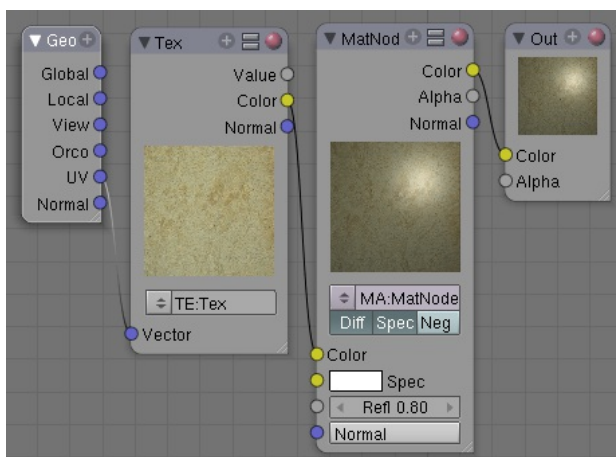 Geo
Global
Local
View
Orco
UV
Normal
Tex
Value
Color
Normal
TE:Tex
Vector
MatNod
Color
Alpha
Normal
MA:MatNode
Diff Spec Neg
Color
Spec
Refl 0.80
Normal
Out
Color
Alpha